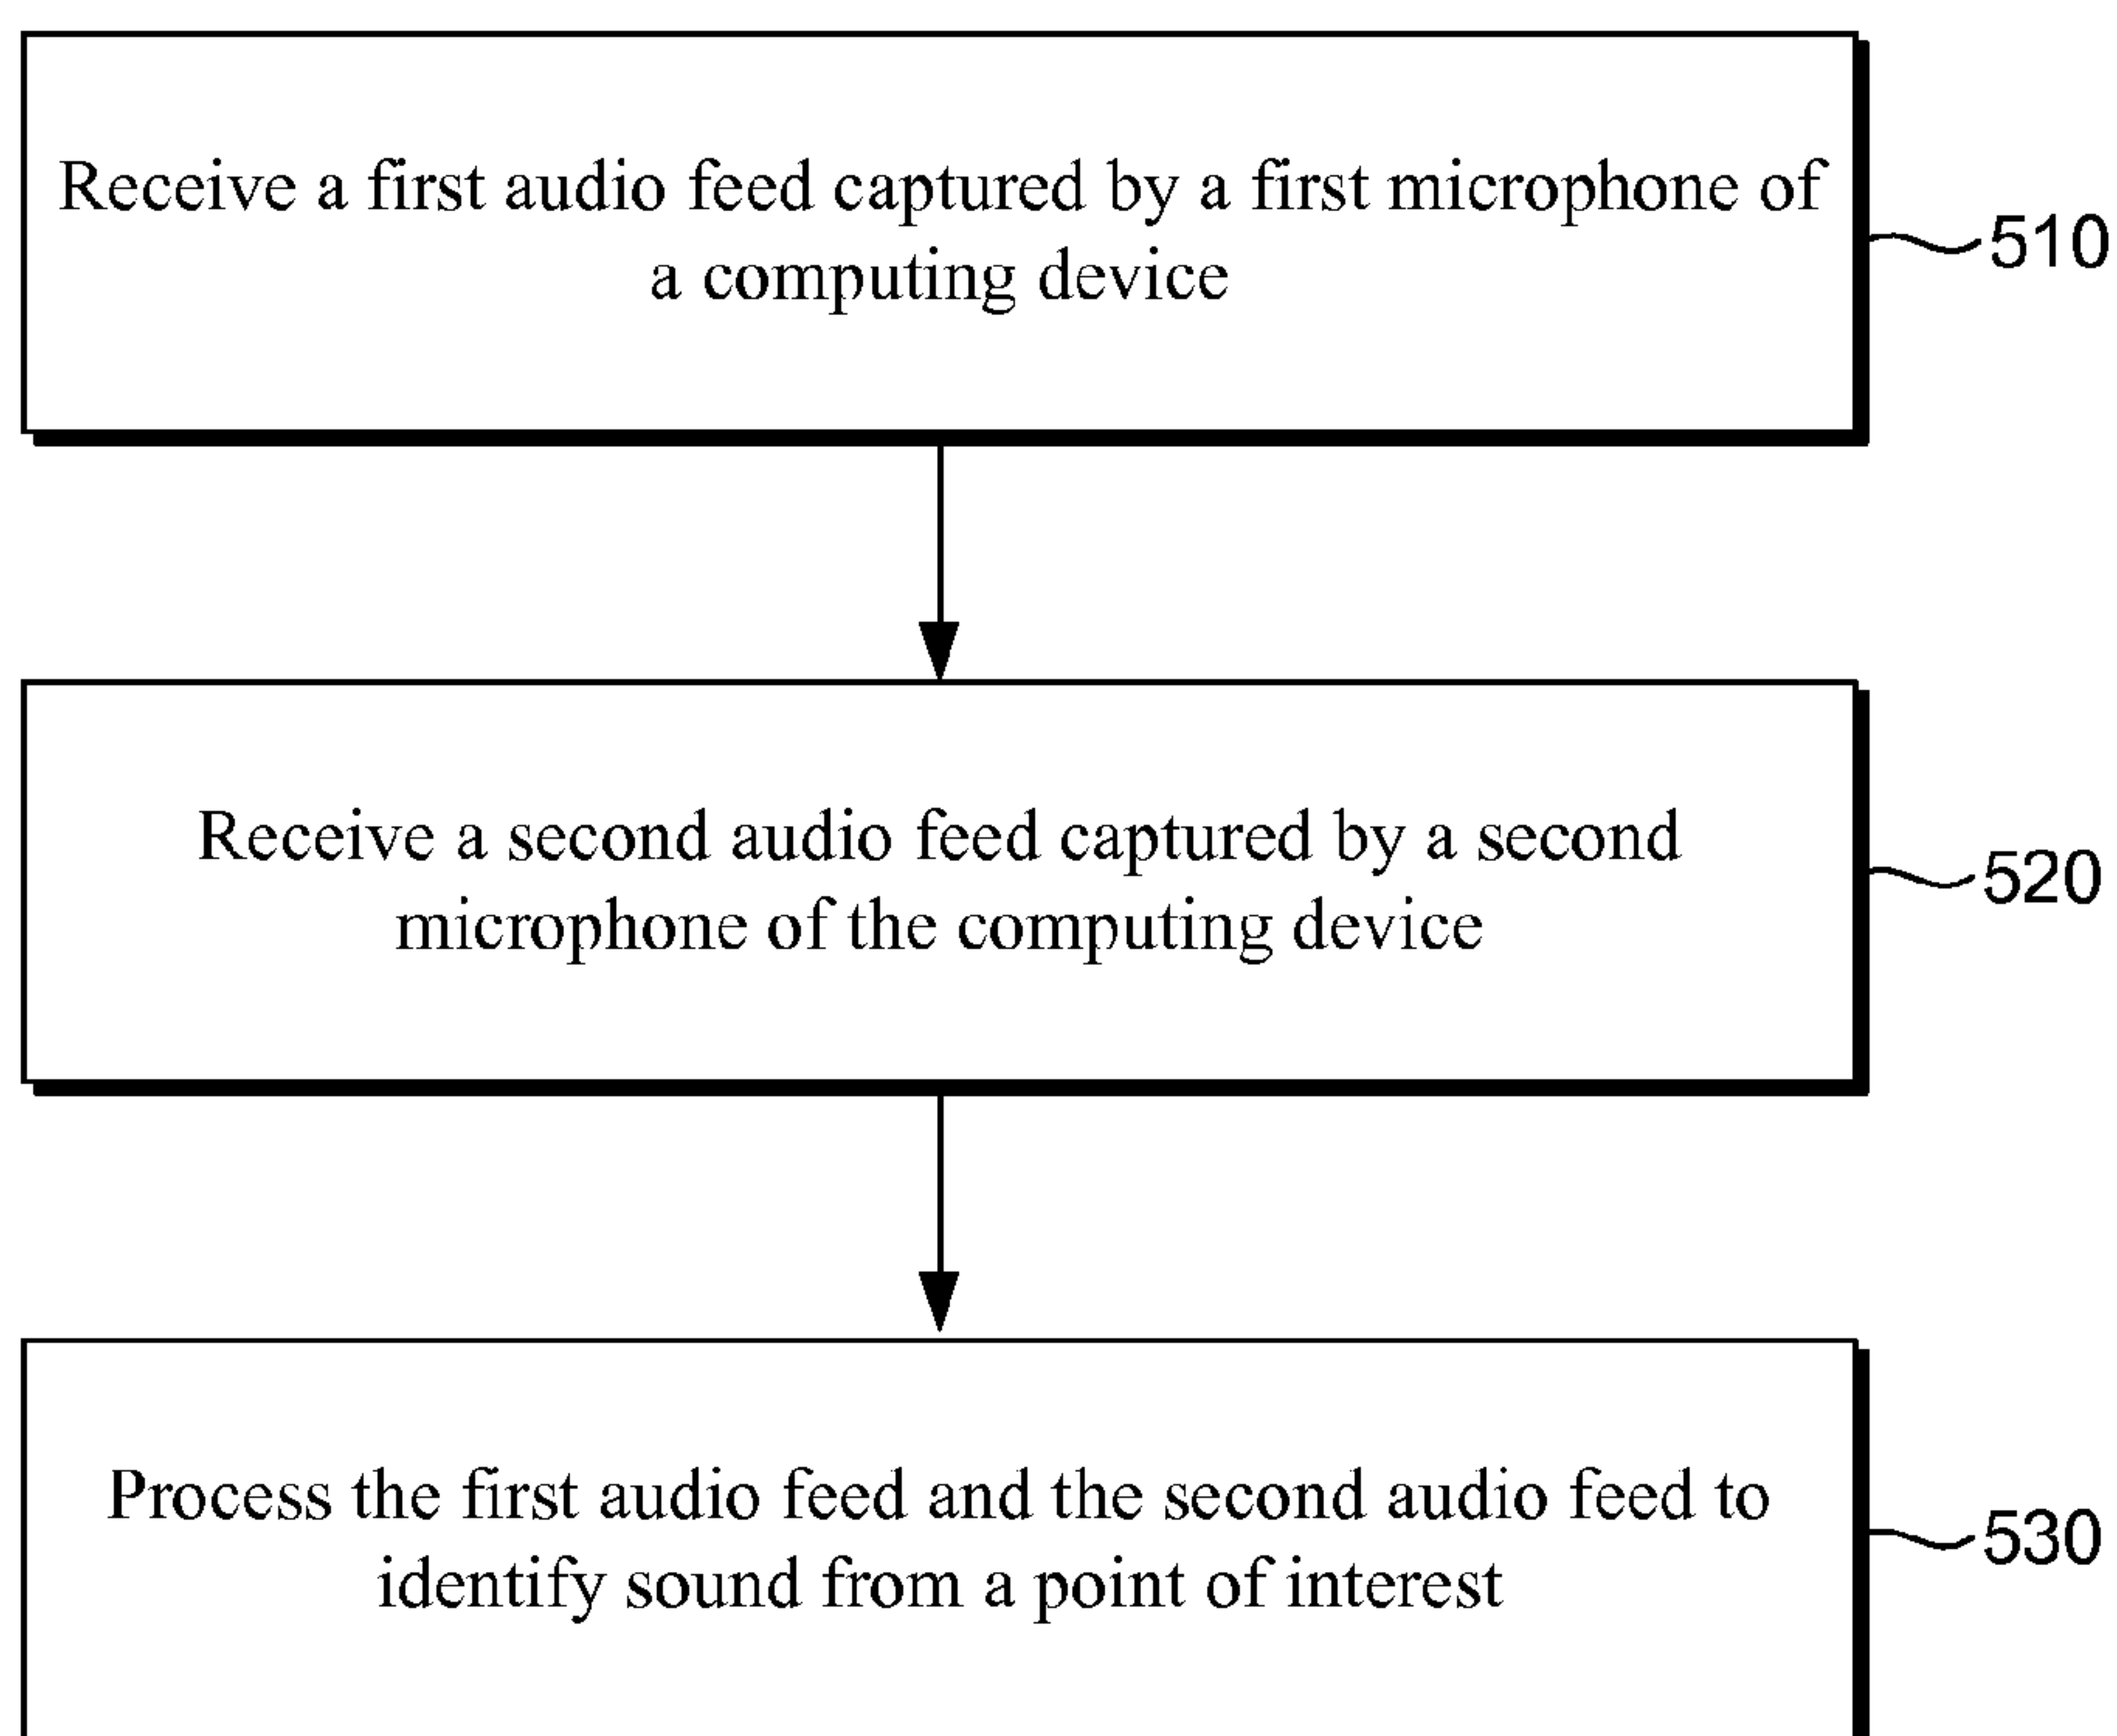 Receive a first audio feed captured by a first microphone of
a computing device
510
Receive a second audio feed captured by a second
microphone of the computing device
520
Process the first audio feed and the second audio feed to
identify sound from a point of interest
530